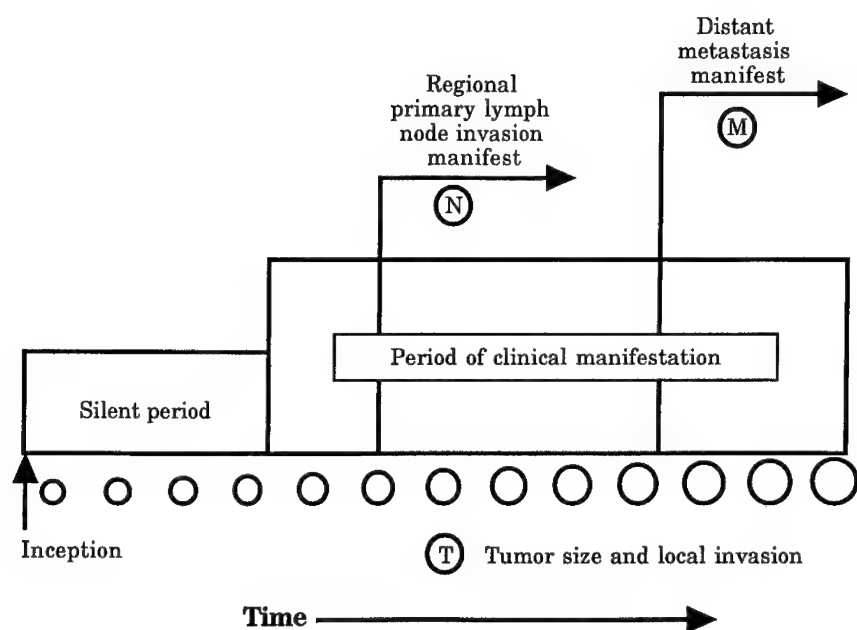 Distant
metastasis
manifest
M
Regional
primary lymph
node invasion
manifest
N
Period of clinical manifestation
Silent period
Inception
T Tumor size and local invasion
Time